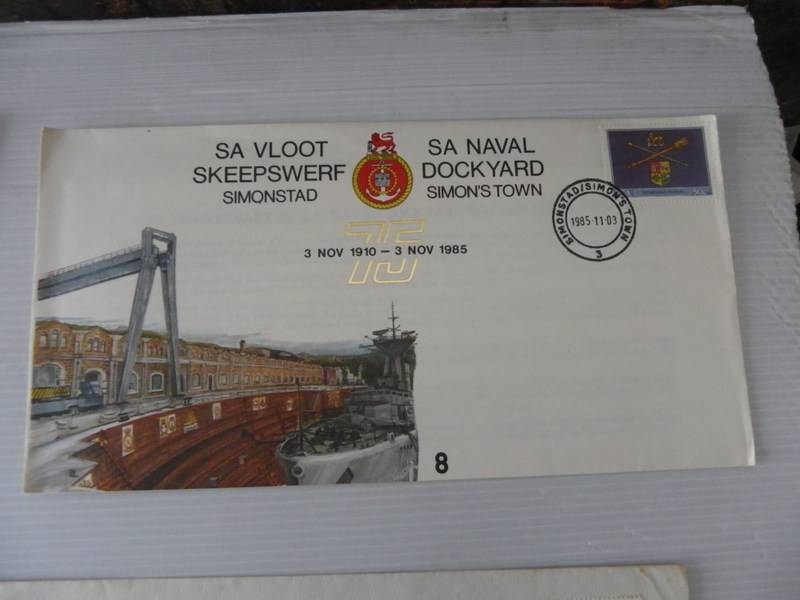 SA VLOOT
SKEEPSWERF
SIMONSTAD
SA NAVAL
DOCKYARD
SIMON'S TOWN
75
3 NOV 1910 – 3 NOV 1985
SIMONSTAD/SIMON'S TOWN
1985-11-03
3
8